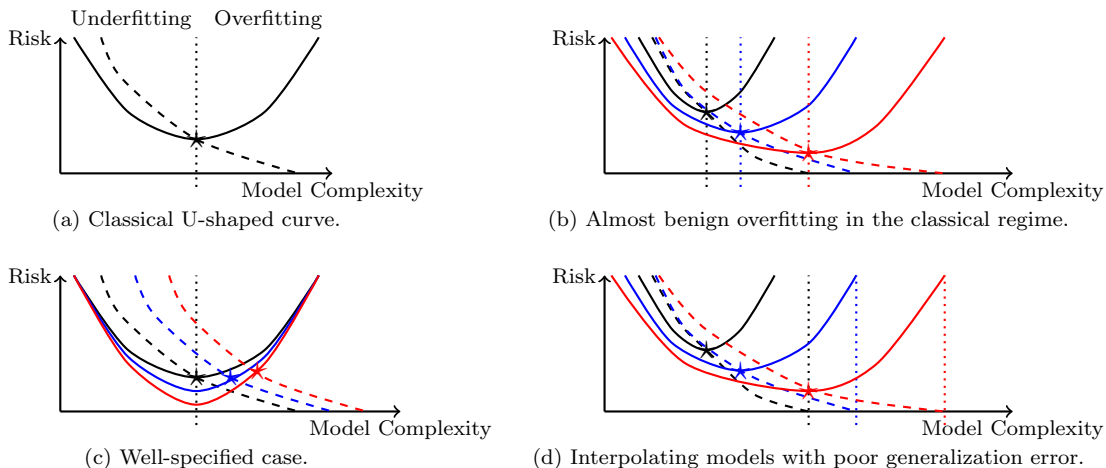 Underfitting Overfitting
Risk
Model Complexity
(a) Classical U-shaped curve.
Risk
Model Complexity
(b) Almost benign overfitting in the classical regime.
Risk
Model Complexity
(c) Well-specified case.
Risk
Model Complexity
(d) Interpolating models with poor generalization error.